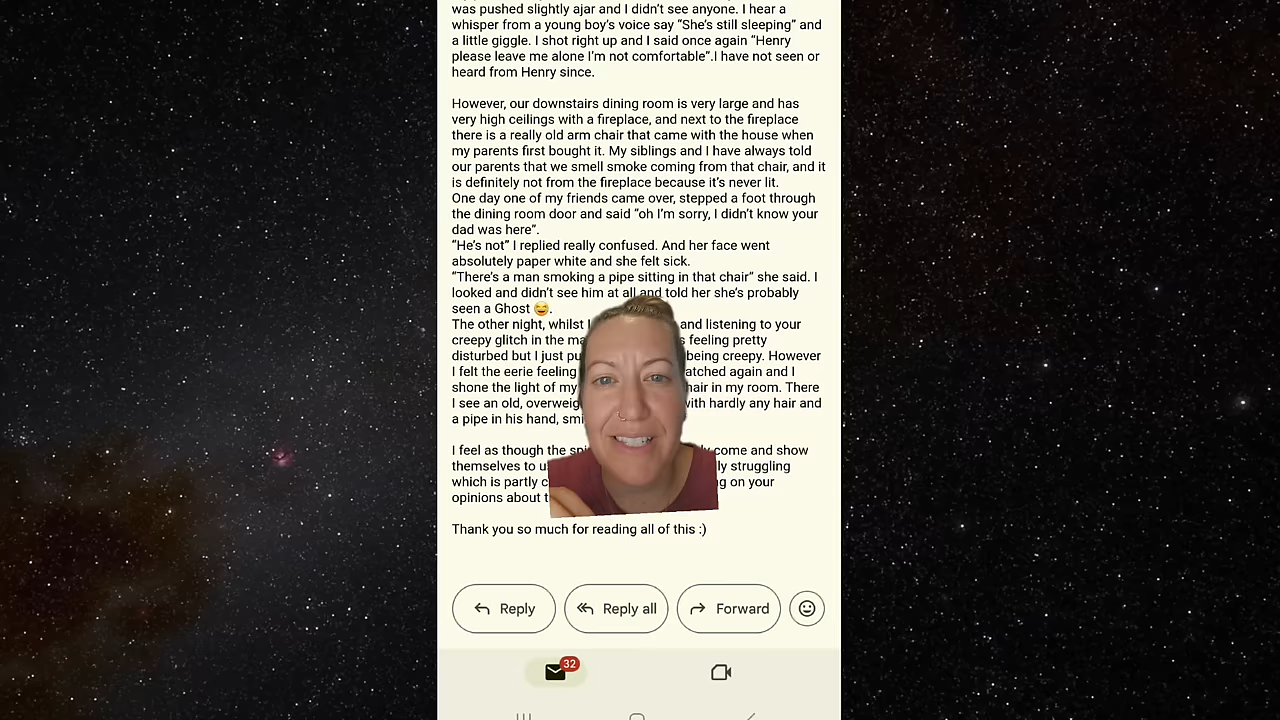 was pushed slightly ajar and I didn’t see anyone. I hear a
whisper from a young boy’s voice say “She’s still sleeping” and
a little giggle. I shot right up and I said once again “Henry
please leave me alone I’m not comfortable”.I have not seen or
heard from Henry since.
However, our downstairs dining room is very large and has
very high ceilings with a fireplace, and next to the fireplace
there is a really old arm chair that came with the house when
my parents first bought it. My siblings and I have always told
our parents that we smell smoke coming from that chair, and it
is definitely not from the fireplace because it’s never lit.
One day one of my friends came over, stepped a foot through
the dining room door and said “oh I’m sorry, I didn’t know your
dad was here”.
“He’s not” I replied really confused. And her face went
absolutely paper white and she felt sick.
“There’s a man smoking a pipe sitting in that chair” she said. I
looked and didn’t see him at all and told her she’s probably
seen a Ghost 😅.
The other night, whilst and listening to your
creepy glitch in the feeling pretty
disturbed but I just being creepy. However
I felt the eerie feeling again and I
shone the light of my in my room. There
I see an old, with hardly any hair and
a pipe in his hand,
I feel as though the come and show
themselves to struggling
which is partly on your
opinions about
Thank you so much for reading all of this :)
Reply Reply all Forward
32